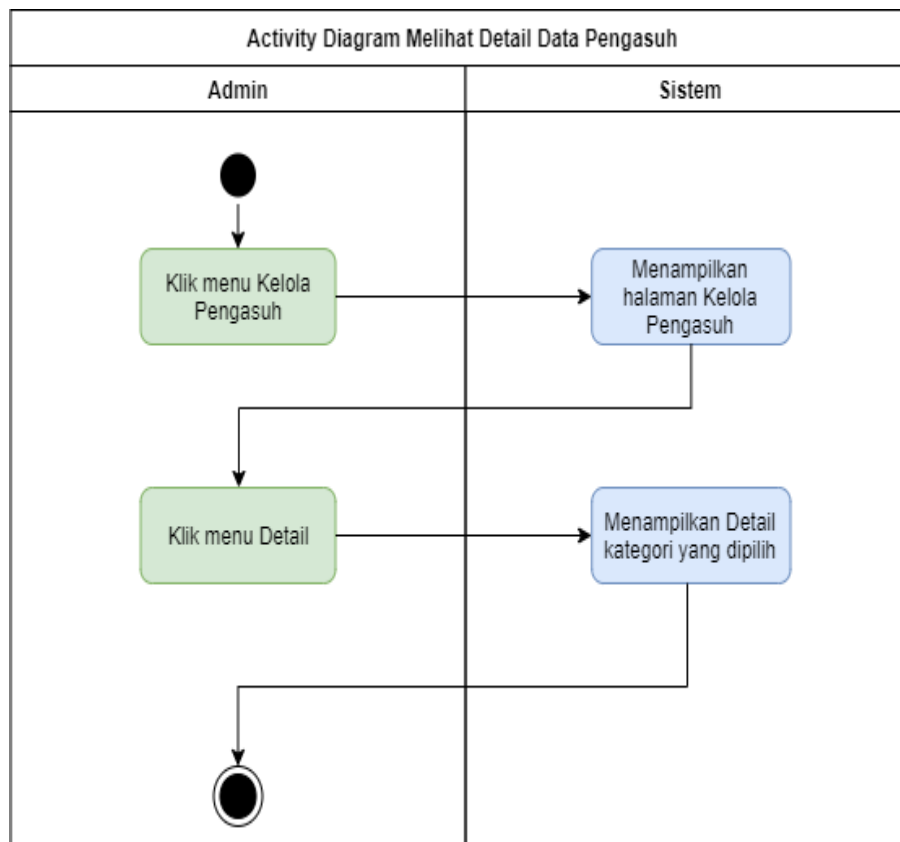 Activity Diagram Melihat Detail Data Pengasuh
Admin
Sistem
Klik menu Kelola
Pengasuh
Menampilkan
halaman Kelola
Pengasuh
Klik menu Detail
Menampilkan Detail
kategori yang dipilih